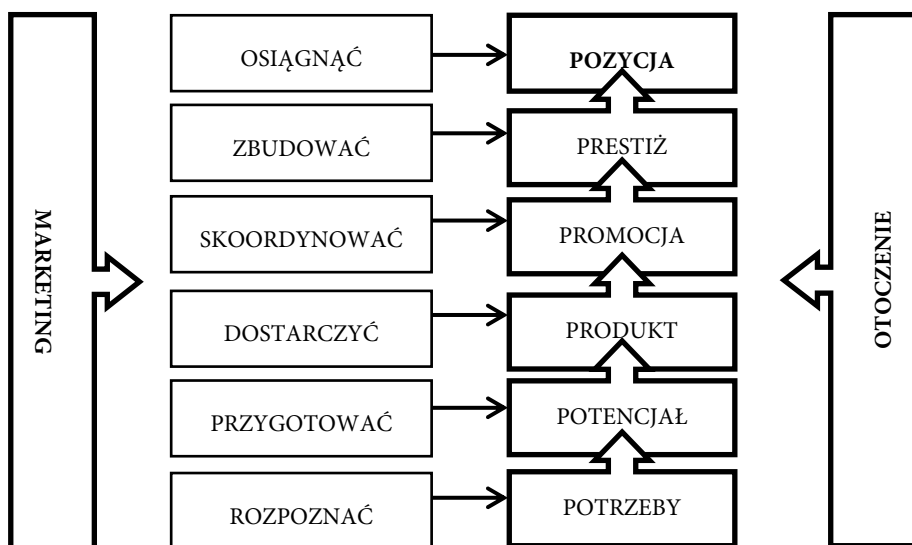 MARKETING
OSIĄGNĄĆ
POZYCJA
ZBUDOWAĆ
PRESTIŻ
SKOORDYNOWAĆ
PROMOCJA
DOSTARCZYĆ
PRODUKT
PRZYGOTOWAĆ
POTENCJAŁ
ROZPOZNAĆ
POTRZEBY
OTOCZENIE